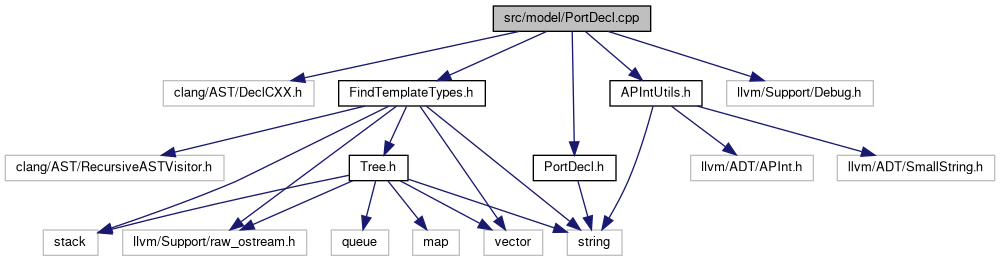 src/model/PortDecl.cpp
clang/AST/DeclCXX.h
FindTemplateTypes.h
APIntUtils.h
llvm/Support/Debug.h
clang/AST/RecursiveASTVisitor.h
Tree.h
PortDecl.h
llvm/ADT/APInt.h
llvm/ADT/SmallString.h
stack
llvm/Support/raw_ostream.h
queue
map
vector
string